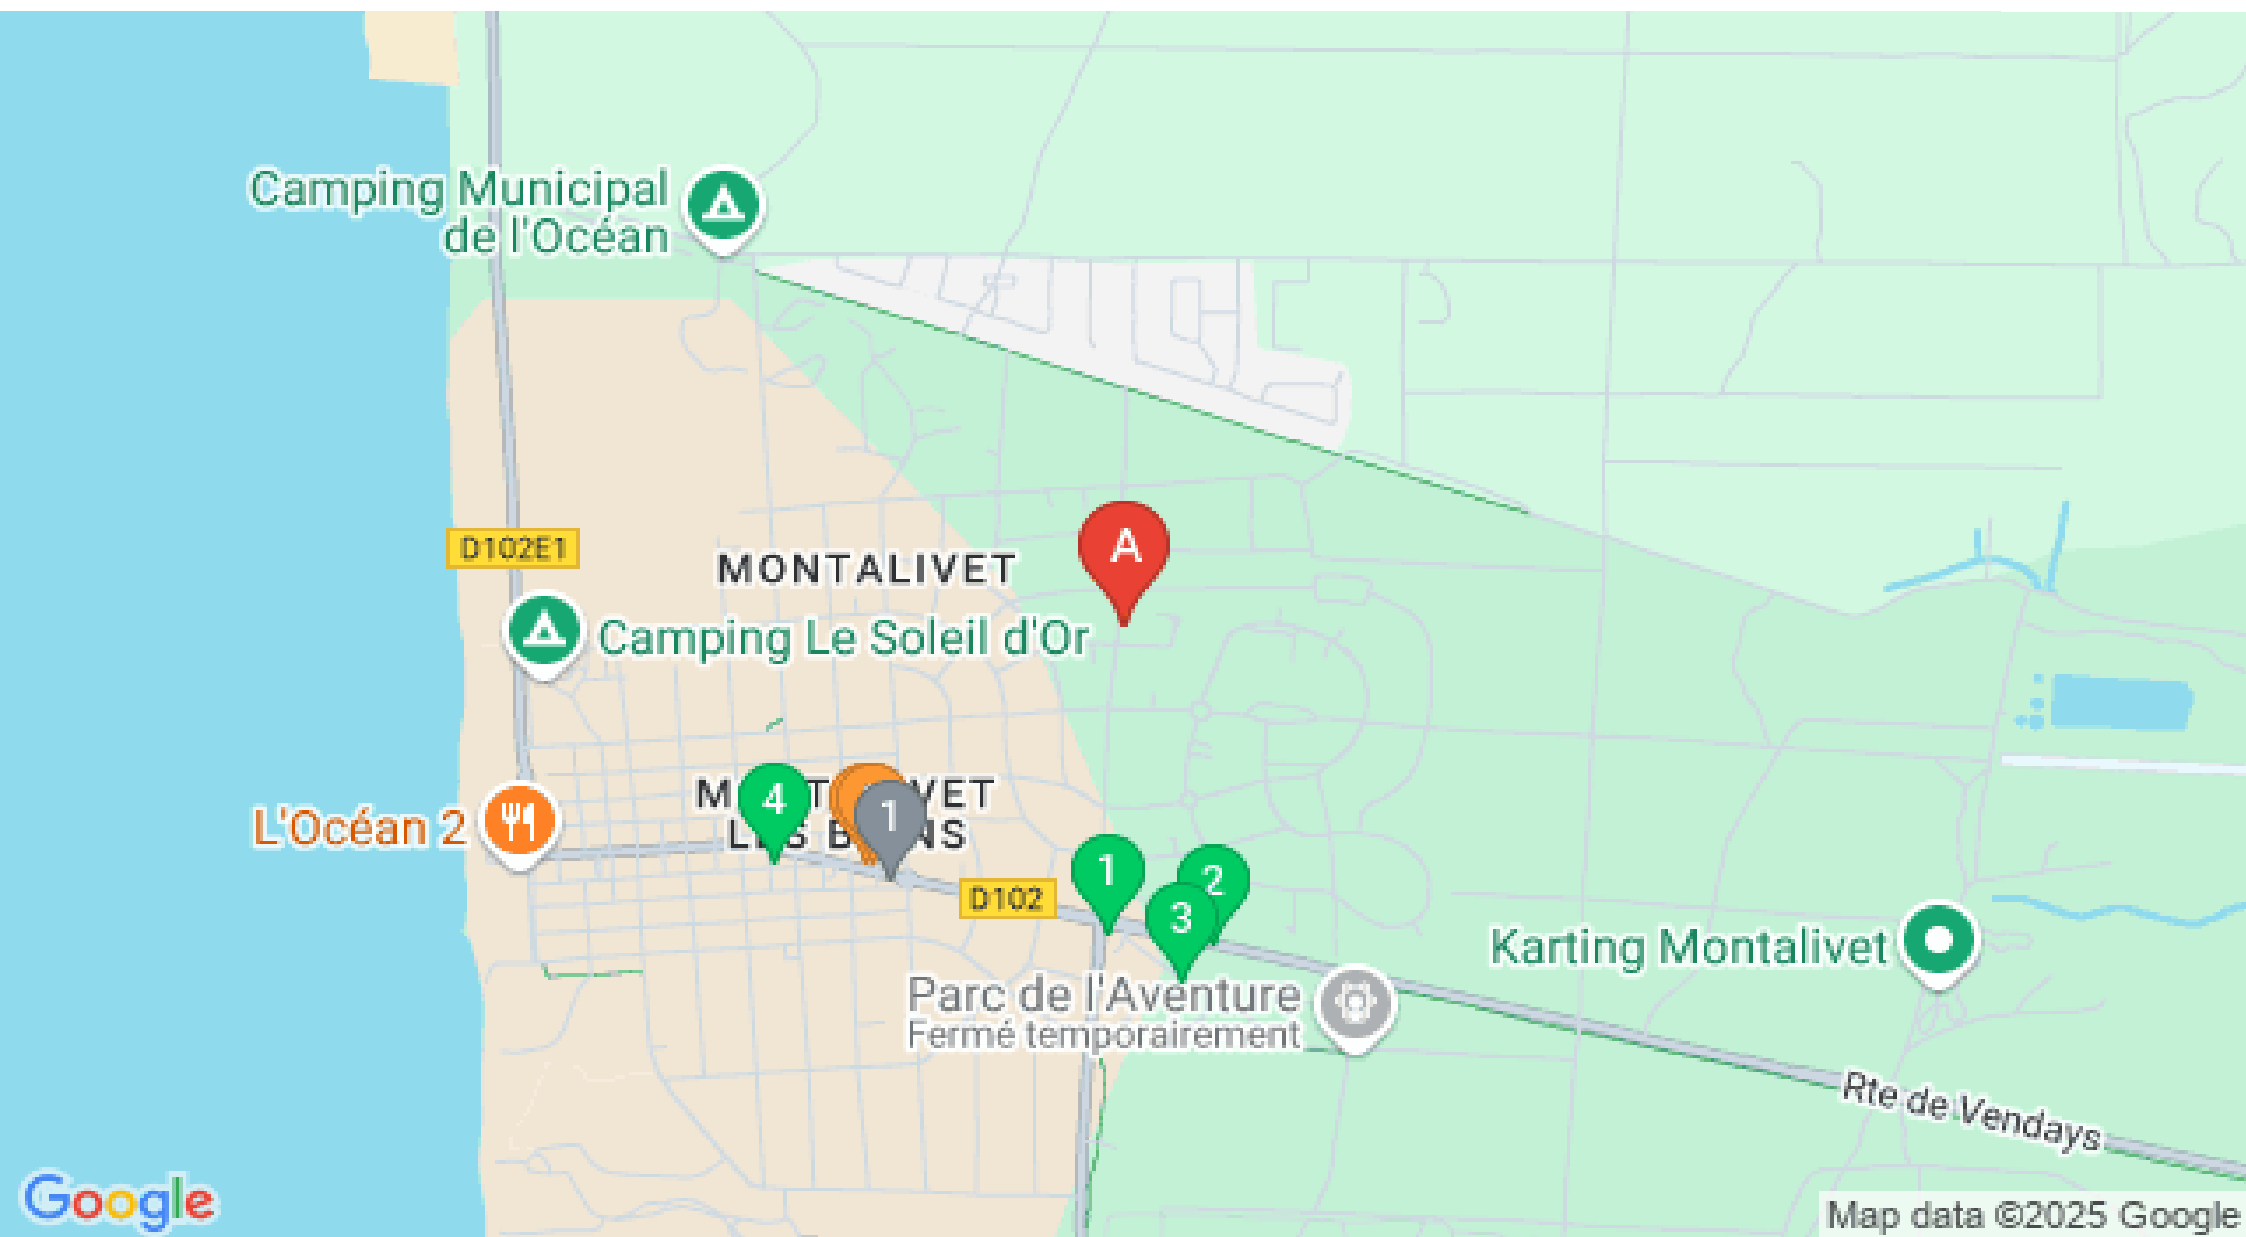 Camping Municipal
de l'Océan
A
D102E1
MONTALIVET
Camping Le Soleil d'Or
4
1
L'Océan 2
1
2
D102
3
Karting Montalivet
Parc de l'Aventure
Fermé temporairement
Rte de Vendays
Google
Map data ©2025 Google